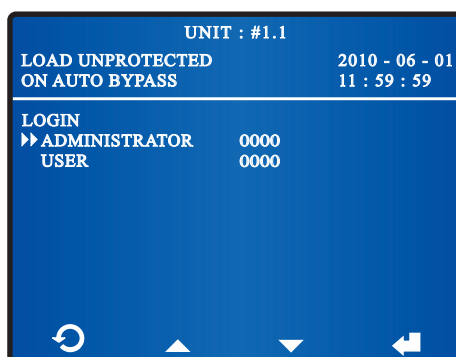 UNIT : #1.1
LOAD UNPROTECTED 2010 - 06 - 01
ON AUTO BYPASS 11 : 59 : 59
LOGIN
ADMINISTRATOR 0000
USER 0000